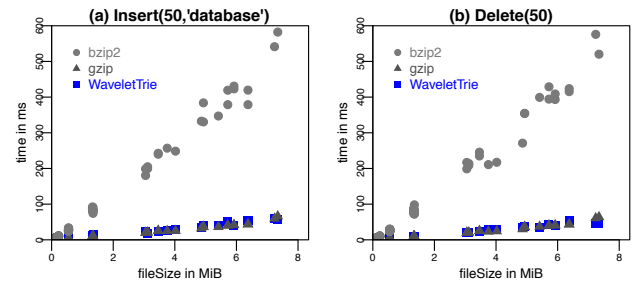 (a) Insert(50,'database')
(b) Delete(50)
time in ms
600
500
400
300
200
100
0
bzip2
gzip
WaveletTrie
0 2 4 6 8
fileSize in MiB
time in ms
600
500
400
300
200
100
0
bzip2
gzip
WaveletTrie
0 2 4 6 8
fileSize in MiB